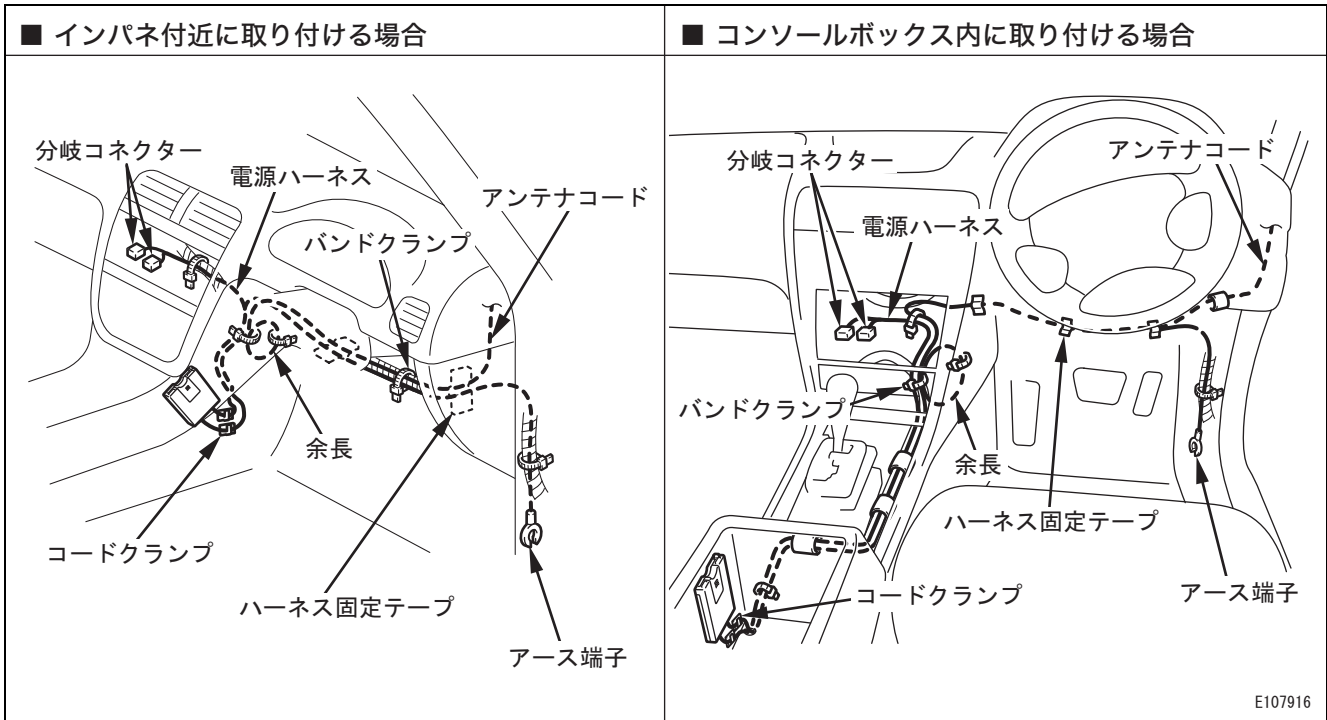 ■ インパネ付近に取り付ける場合
分岐コネクター
電源ハーネス
アンテナコード
バンドクランプ
余長
コードクランプ
ハーネス固定テープ
アース端子
■ コンソールボックス内に取り付ける場合
分岐コネクター
アンテナコード
電源ハーネス
バンドクランプ
余長
ハーネス固定テープ
コードクランプ
アース端子
E107916